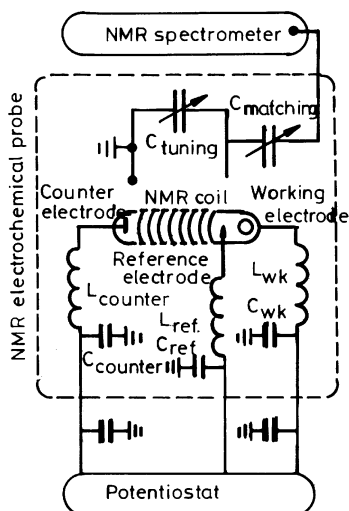 NMR spectrometer
NMR electrochemical probe
C matching
C tuning
Counter
electrode
NMR coil
Working
electrode
Reference
electrode
L counter
L wk
L ref.
C ref
C wk
C counter
Potentiostat